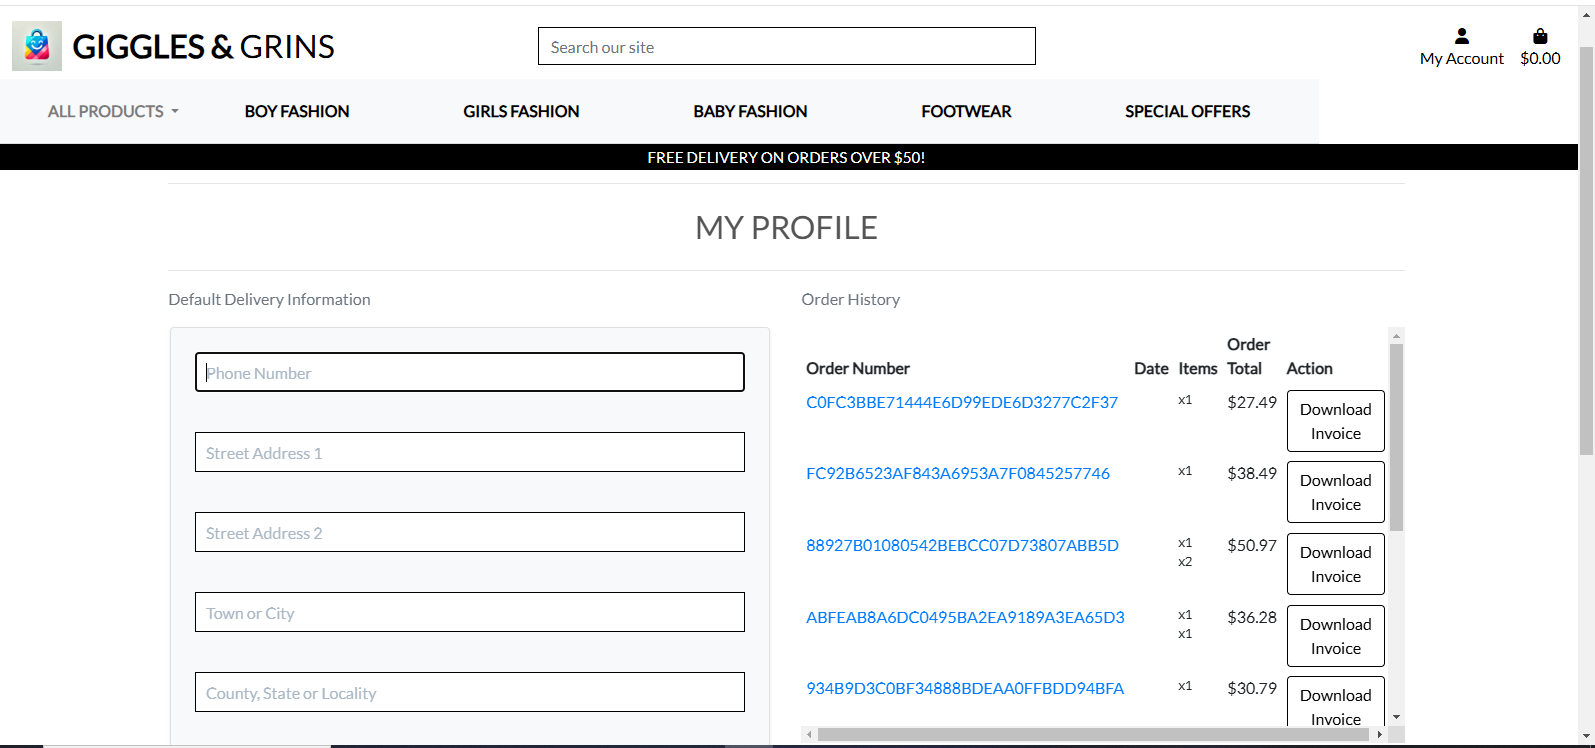 GIGGLES & GRINS
Search our site
My Account
$0.00
ALL PRODUCTS
BOY FASHION
GIRLS FASHION
BABY FASHION
FOOTWEAR
SPECIAL OFFERS
FREE DELIVERY ON ORDERS OVER $50!
MY PROFILE
Default Delivery Information
Phone Number
Street Address 1
Street Address 2
Town or City
County, State or Locality
Order History
Order Number Date Items Order Total Action
C0FC3BBE71444E6D99EDE6D3277C2F37 x1 $27.49 Download Invoice
FC92B6523AF843A6953A7F0845257746 x1 $38.49 Download Invoice
88927B01080542BEBCC07D73807ABB5D x1 x2 $50.97 Download Invoice
ABFEAB8A6DC0495BA2EA9189A3EA65D3 x1 x1 $36.28 Download Invoice
934B9D3C0BF34888BDEAA0FFBDD94BFA x1 $30.79 Download Invoice